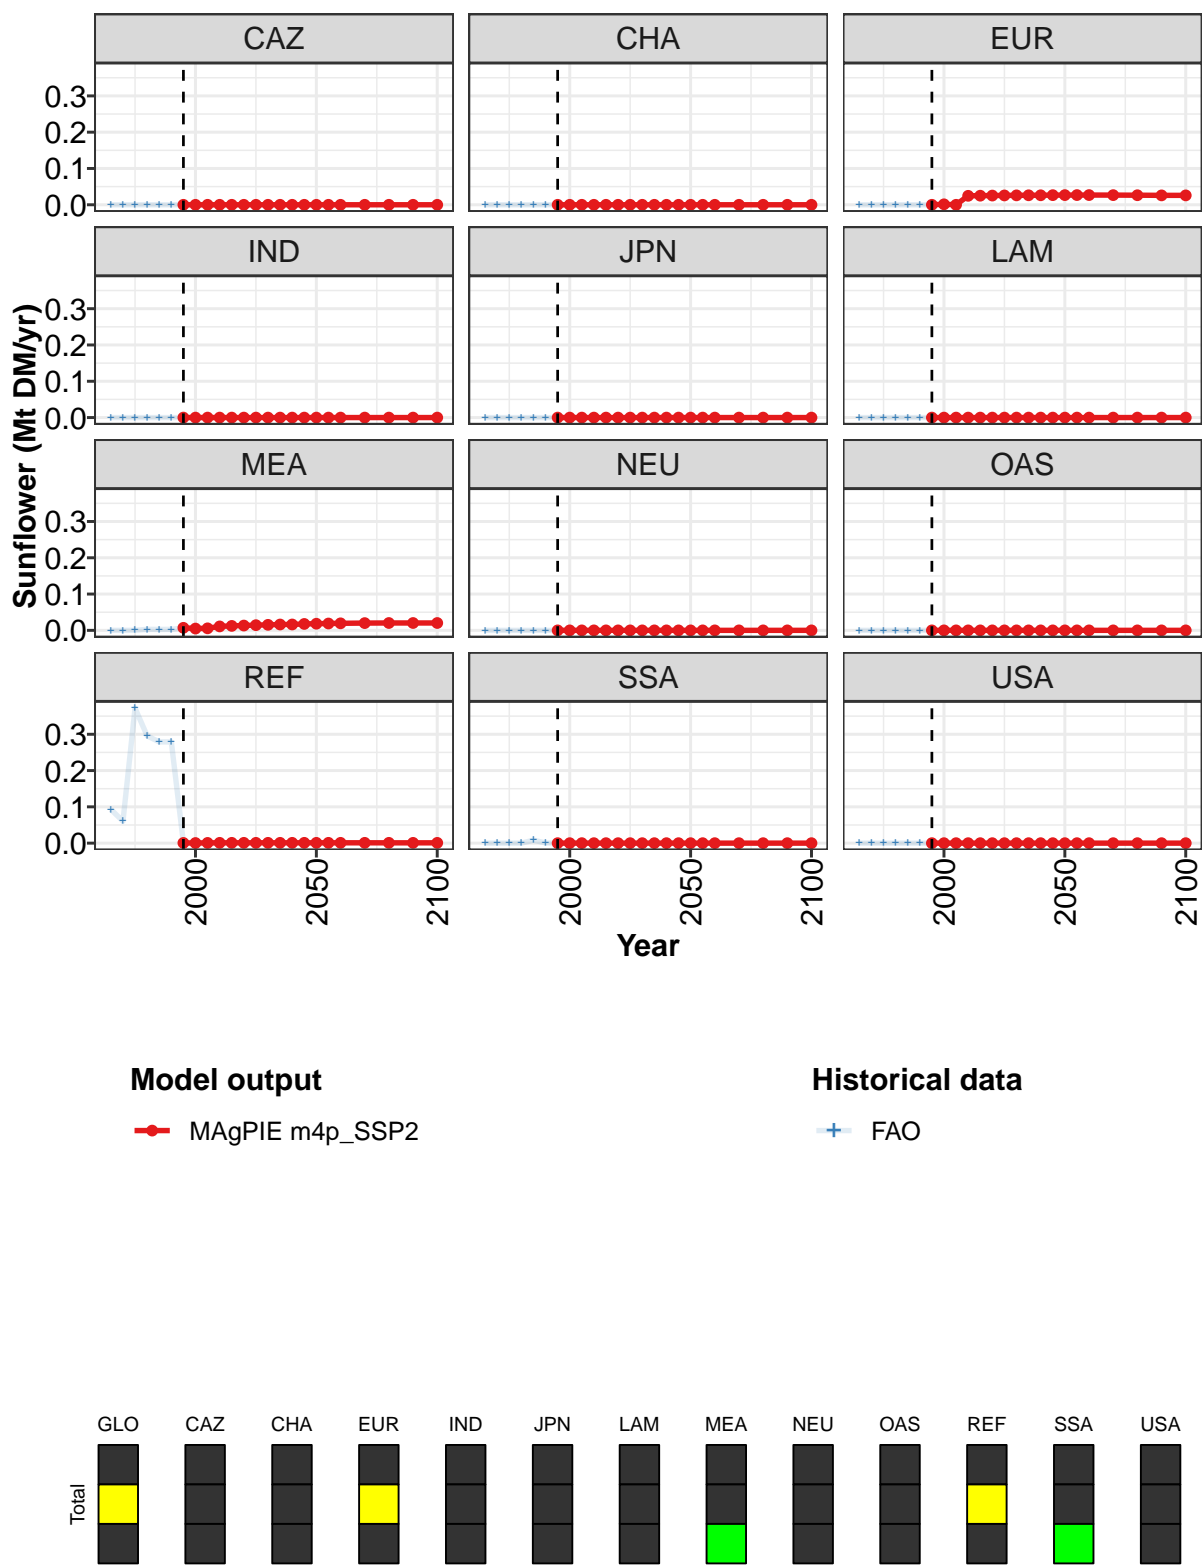 CAZ CHA EUR
0.3
0.2
0.1
0.0
IND JPN LAM
0.3
0.2
0.1
0.0
Sunflower (Mt DM/yr)
MEA NEU OAS
0.3
0.2
0.1
0.0
REF SSA USA
0.3
0.2
0.1
0.0
2000 2050 2100 2000 2050 2100 2000 2050 2100
Year
Model output Historical data
MAgPIE m4p_SSP2 FAO
GLO CAZ CHA EUR IND JPN LAM MEA NEU OAS REF SSA USA
Total